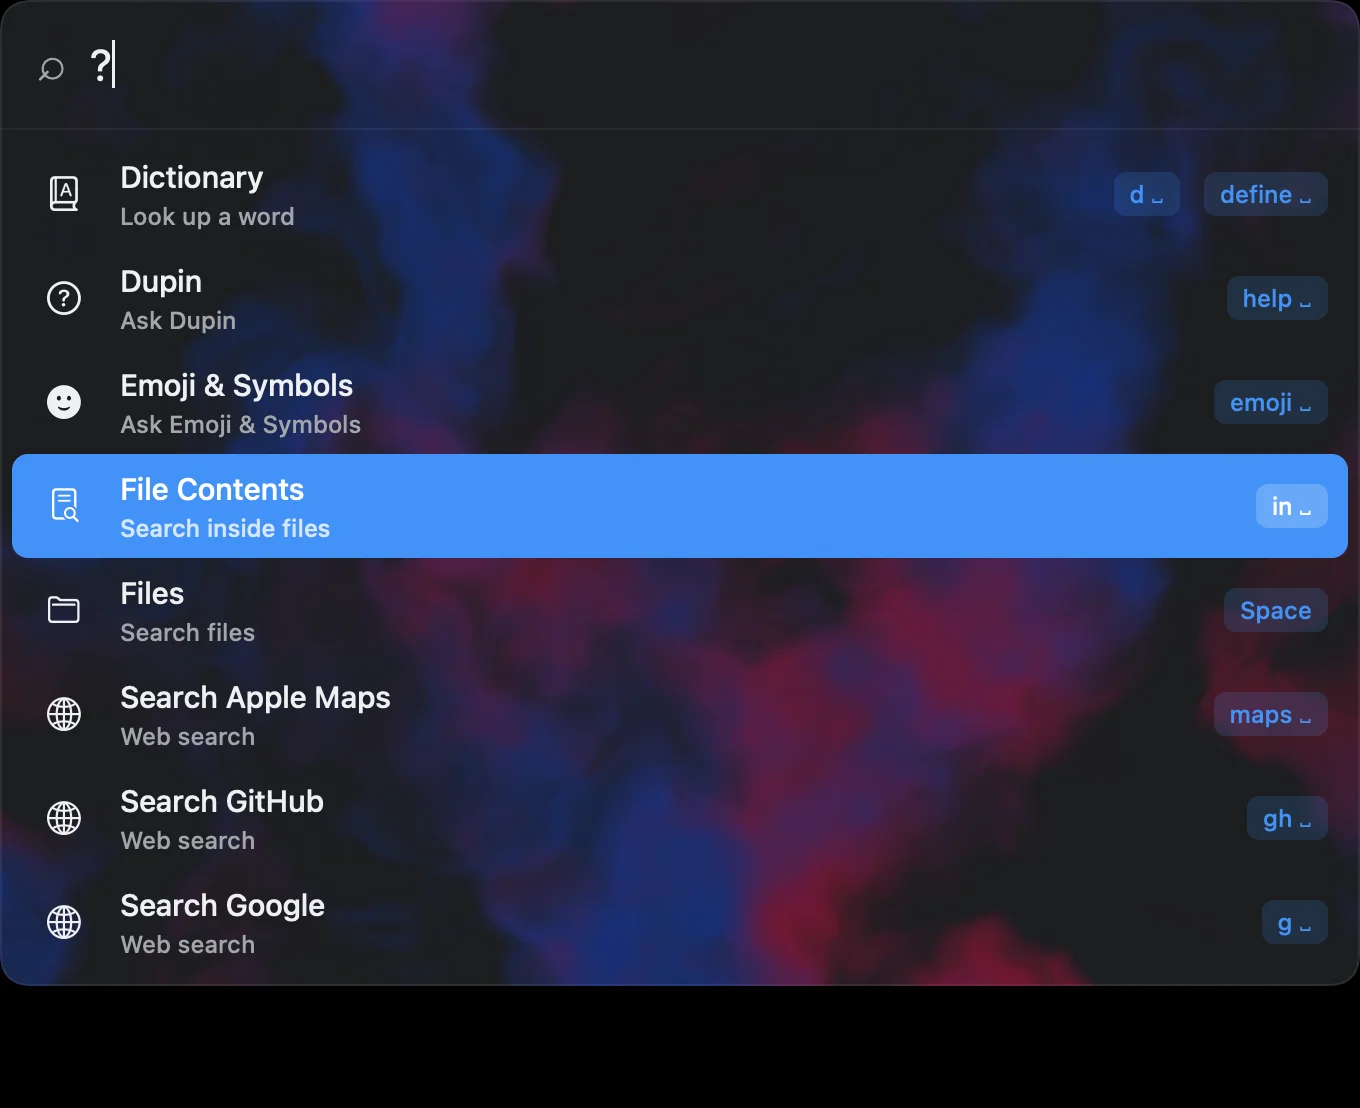 ?
Dictionary
Look up a word
d ⎵ define ⎵
Dupin
Ask Dupin
help ⎵
Emoji & Symbols
Ask Emoji & Symbols
emoji ⎵
File Contents
Search inside files
in ⎵
Files
Search files
Space
Search Apple Maps
Web search
maps ⎵
Search GitHub
Web search
gh ⎵
Search Google
Web search
g ⎵